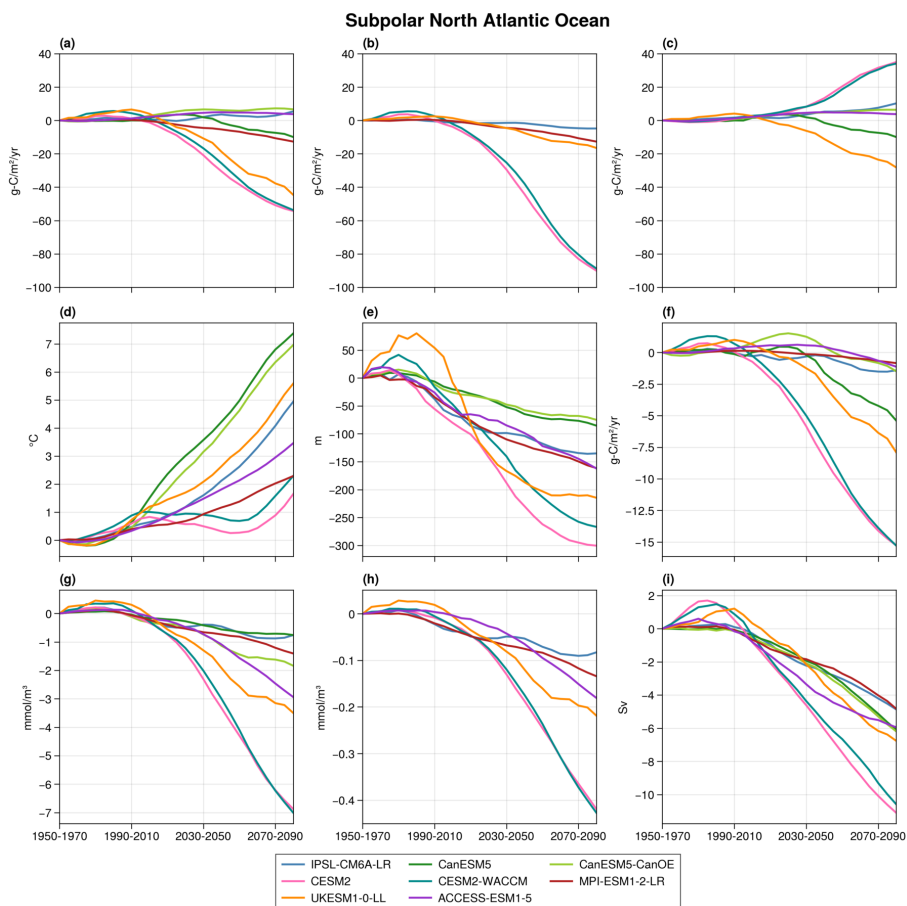 Subpolar North Atlantic Ocean
(a)
(b)
(c)
40
20
0
−20
−40
−60
−80
−100
g-C/m²/yr
40
20
0
−20
−40
−60
−80
−100
g-C/m²/yr
40
20
0
−20
−40
−60
−80
−100
g-C/m²/yr
(d)
(e)
(f)
7
6
5
4
3
2
1
0
°C
50
0
−50
−100
−150
−200
−250
−300
m
0
−2.5
−5
−7.5
−10
−12.5
−15
g-C/m²/yr
(g)
(h)
(i)
1
0
−1
−2
−3
−4
−5
−6
−7
mmol/m³
0
−0.1
−0.2
−0.3
−0.4
mmol/m³
2
0
−2
−4
−6
−8
−10
Sv
1950-1970 1990-2010 2030-2050 2070-2090
1950-1970 1990-2010 2030-2050 2070-2090
1950-1970 1990-2010 2030-2050 2070-2090
IPSL-CM6A-LR CanESM5 CanESM5-CanOE
CESM2 CESM2-WACCM MPI-ESM1-2-LR
UKESM1-0-LL ACCESS-ESM1-5